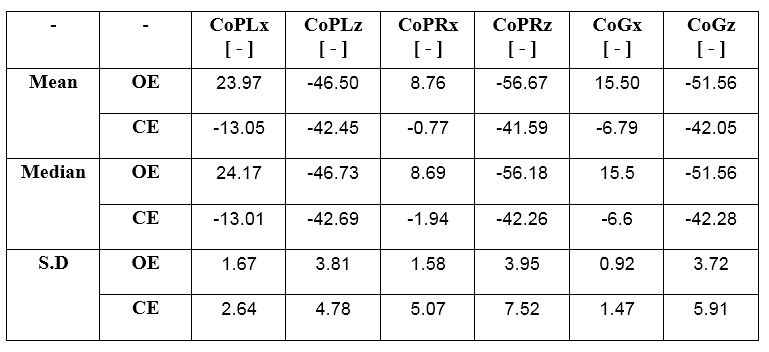 - - CoPLx CoPLz CoPRx CoPRz CoGx CoGz
[ - ] [ - ] [ - ] [ - ] [ - ] [ - ]
Mean OE 23.97 -46.50 8.76 -56.67 15.50 -51.56
CE -13.05 -42.45 -0.77 -41.59 -6.79 -42.05
Median OE 24.17 -46.73 8.69 -56.18 15.5 -51.56
CE -13.01 -42.69 -1.94 -42.26 -6.6 -42.28
S.D OE 1.67 3.81 1.58 3.95 0.92 3.72
CE 2.64 4.78 5.07 7.52 1.47 5.91